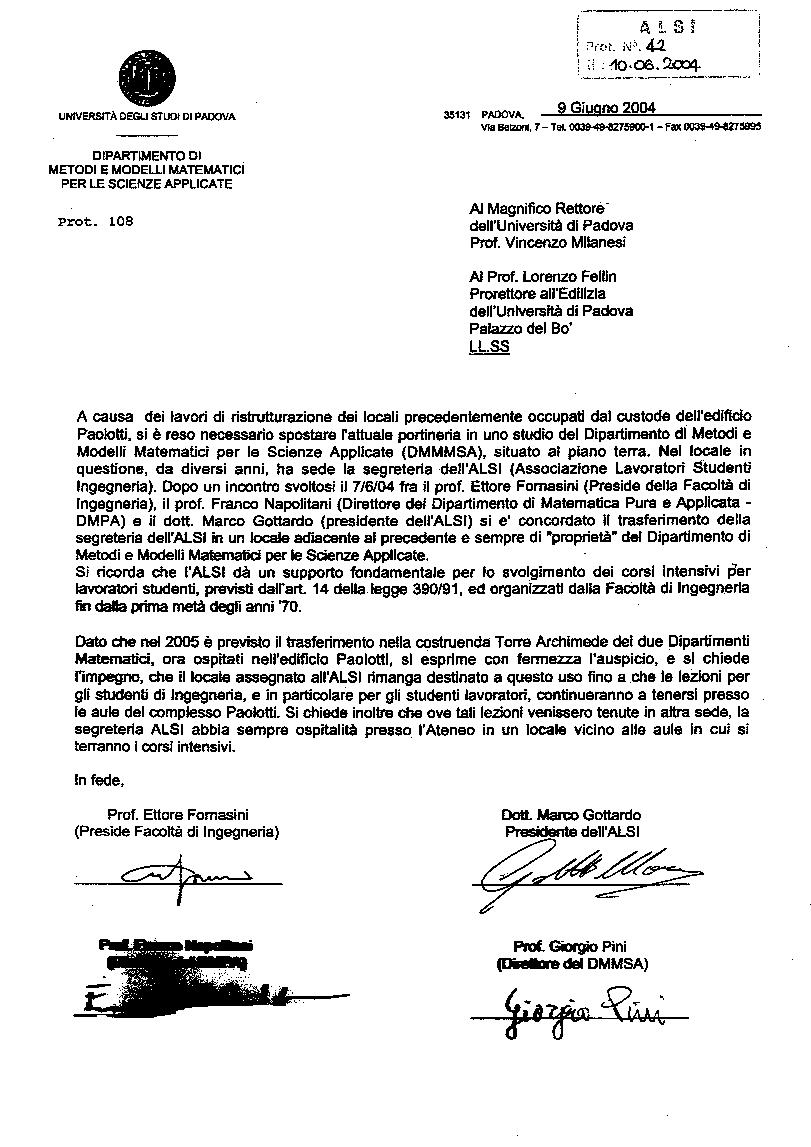 ALSI
Prot. N°. 42
il: 10.06.2004
UNIVERSITÀ DEGLI STUDI DI PADOVA
35131 PADOVA, 9 Giugno 2004
Via Belzoni, 7 – Tel. 0039-49-8275900-1 – Fax 0039-49-8275995
DIPARTIMENTO DI
METODI E MODELLI MATEMATICI
PER LE SCIENZE APPLICATE
Prot. 108
Al Magnifico Rettore
dell'Università di Padova
Prof. Vincenzo Milanesi
Al Prof. Lorenzo Fellin
Prorettore all'Edilizia
dell'Università di Padova
Palazzo del Bo'
LL.SS
A causa dei lavori di ristrutturazione dei locali precedentemente occupati dal custode dell'edificio
Paolotti, si è reso necessario spostare l'attuale portineria in uno studio del Dipartimento di Metodi e
Modelli Matematici per le Scienze Applicate (DMMMSA), situato al piano terra. Nel locale in
questione, da diversi anni, ha sede la segreteria dell'ALSI (Associazione Lavoratori Studenti
Ingegneria). Dopo un incontro svoltosi il 7/6/04 fra il prof. Ettore Fornasini (Preside della Facoltà di
Ingegneria), il prof. Franco Napolitani (Direttore del Dipartimento di Matematica Pura e Applicata -
DMPA) e il dott. Marco Gottardo (presidente dell'ALSI) si e' concordato il trasferimento della
segreteria dell'ALSI in un locale adiacente al precedente e sempre di "proprietà" del Dipartimento di
Metodi e Modelli Matematici per le Scienze Applicate.
Si ricorda che l'ALSI dà un supporto fondamentale per lo svolgimento dei corsi intensivi per
lavoratori studenti, previsti dall'art. 14 della legge 390/91, ed organizzati dalla Facoltà di Ingegneria
fin dalla prima metà degli anni '70.
Dato che nel 2005 è previsto il trasferimento nella costruenda Torre Archimede dei due Dipartimenti
Matematici, ora ospitati nell'edificio Paolotti, si esprime con fermezza l'auspicio, e si chiede
l'impegno, che il locale assegnato all'ALSI rimanga destinato a questo uso fino a che le lezioni per
gli studenti di Ingegneria, e in particolare per gli studenti lavoratori, continueranno a tenersi presso
le aule del complesso Paolotti. Si chiede inoltre che ove tali lezioni venissero tenute in altra sede, la
segreteria ALSI abbia sempre ospitalità presso l'Ateneo in un locale vicino alle aule in cui si
terranno i corsi intensivi.
In fede,
Prof. Ettore Fornasini
(Preside Facoltà di Ingegneria)
Dott. Marco Gottardo
Presidente dell'ALSI
Prof. Franco Napolitani
Prof. Giorgio Pini
(Direttore del DMMSA)
Giorgio Pini